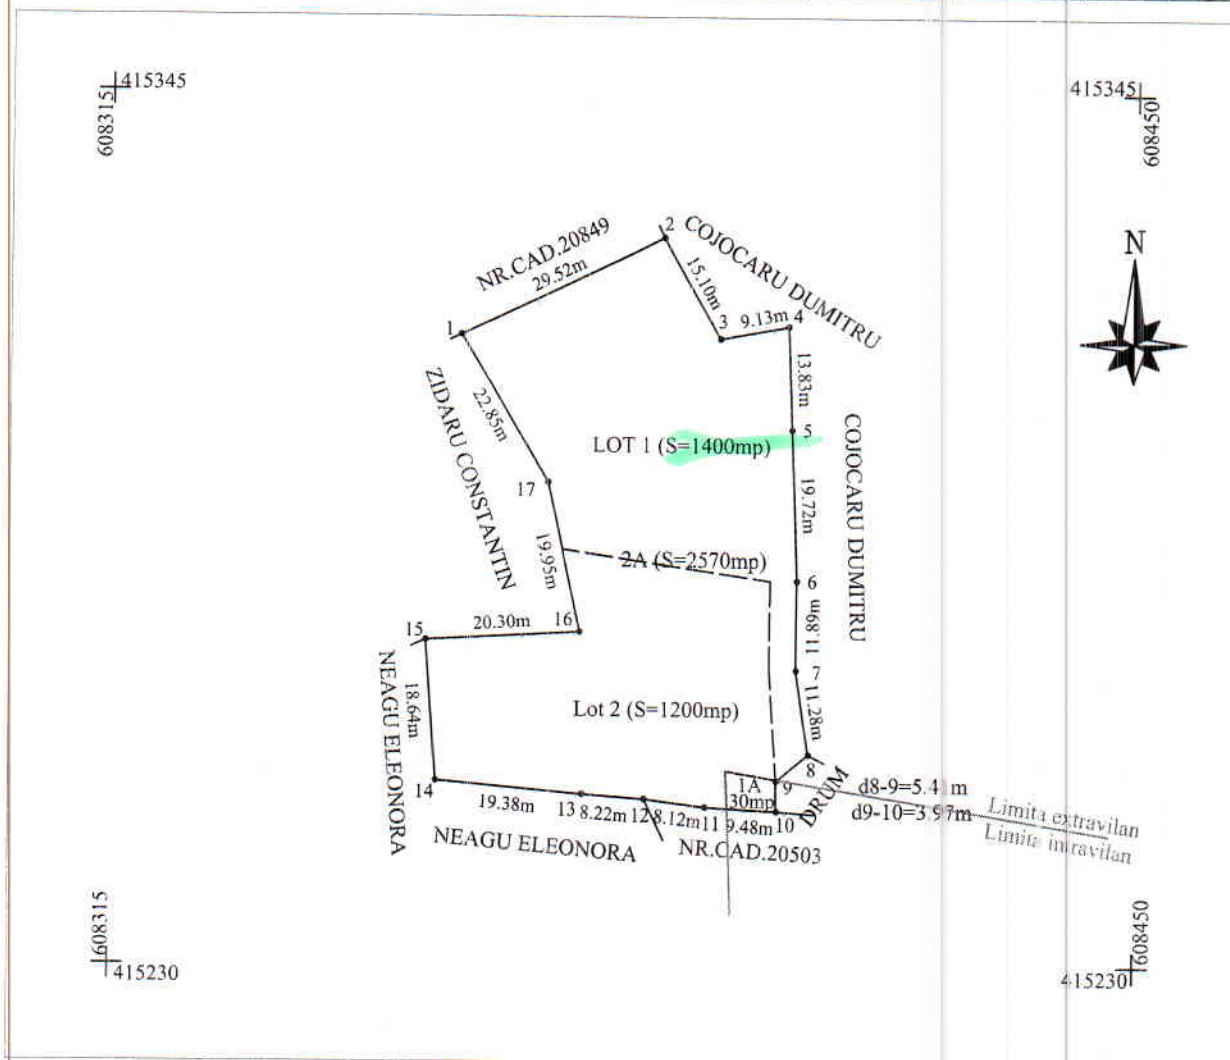 415345
608315
415345
608450
N
2
COJOCARU DUMITRU
NR.CAD.20849
29.52m
15.10m
1
3
9.13m
4
13.83m
ZIDARU CONSTANTIN
22.85m
LOT 1 (S=1400mp)
5
COJOCARU DUMITRU
17
19.72m
19.95m
2A (S=2570mp)
6
11.89m
15
20.30m
16
7
NEAGU ELEONORA
18.64m
11.28m
Lot 2 (S=1200mp)
8
14
1A
30mp
9
DRUM
d8-9=5.41m
d9-10=3.97m
Limita extravilan
Limita intravilan
19.38m
13
8.22m
12
8.12m
11
9.48m
10
NEAGU ELEONORA
NR.CAD.20503
608315
415230
608450
415230